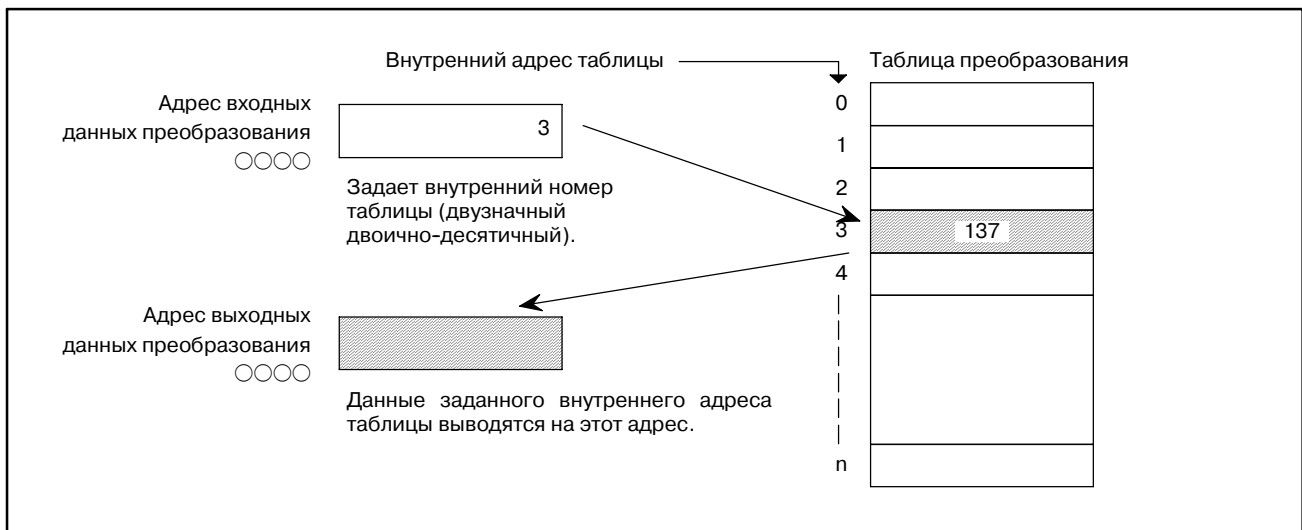 Внутренний адрес таблицы
Таблица преобразования
Адрес входных
данных преобразования
○○○○
3
Задает внутренний номер
таблицы (двузначный
двоично-десятичный).
0
1
2
3
137
4
n
Адрес выходных
данных преобразования
○○○○
Данные заданного внутреннего адреса
таблицы выводятся на этот адрес.